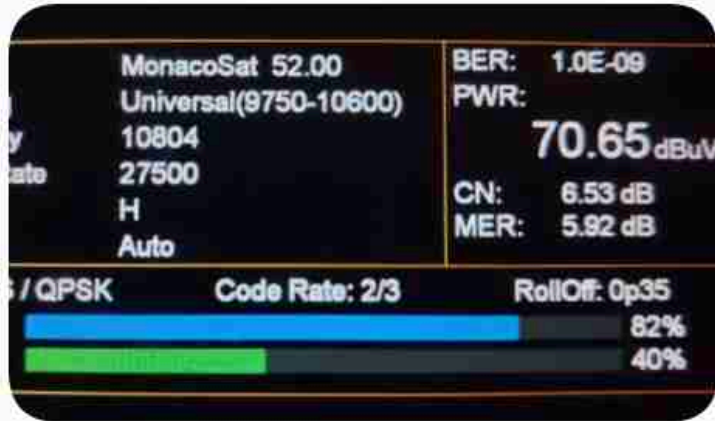 MonacoSat 52.00
Universal(9750-10600)
10804
27500
H
Auto
BER: 1.0E-09
PWR:
70.65 dBuV
CN: 6.53 dB
MER: 5.92 dB
/ QPSK Code Rate: 2/3 RollOff: 0p35
82%
40%